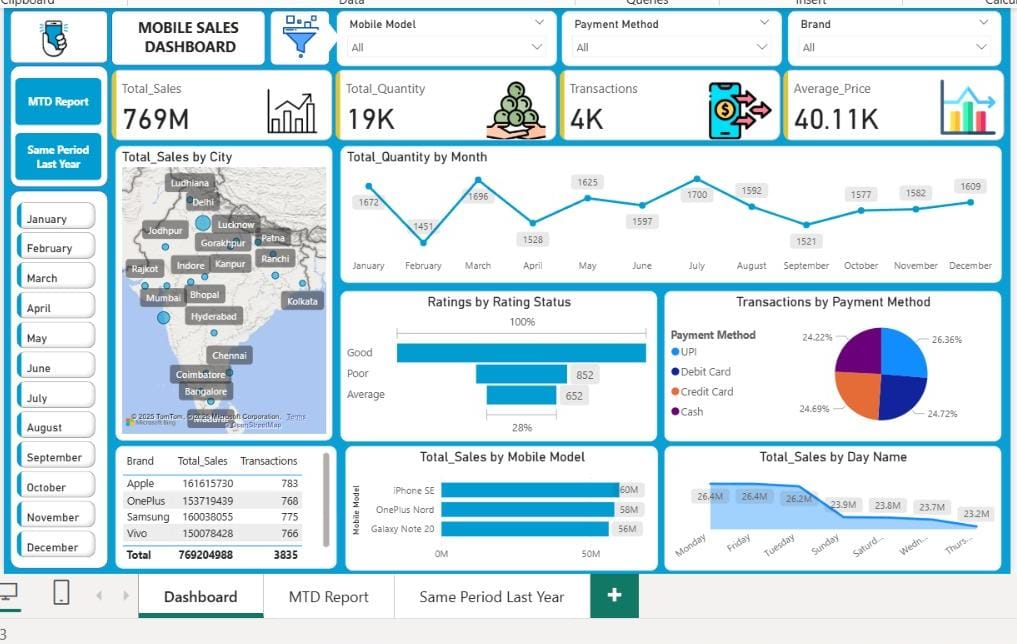 Clipboard
Data
Queries
Insert
MOBILE SALES
DASHBOARD
Mobile Model
All
Payment Method
All
Brand
All
MTD Report
Same Period
Last Year
January
February
March
April
May
June
July
August
September
October
November
December
Total_Sales
769M
Total_Quantity
19K
Transactions
4K
Average_Price
40.11K
Total_Sales by City
Ludhiana
Delhi
Lucknow
Jodhpur
Gorakhpur
Patna
Rajkot
Indore
Kanpur
Ranchi
Mumbai
Bhopal
Kolkata
Hyderabad
Chennai
Coimbatore
Bangalore
© 2025 TomTom, © 2025 Microsoft Corporation, Terms
Microsoft Bing
© OpenStreetMap
Total_Quantity by Month
1672
1451
1696
1528
1625
1597
1700
1592
1521
1577
1582
1609
January February March April May June July August September October November December
Ratings by Rating Status
100%
Good
Poor
852
Average
652
28%
Transactions by Payment Method
Payment Method
UPI
Debit Card
Credit Card
Cash
24.22%
26.36%
24.69%
24.72%
Brand Total_Sales Transactions
Apple 161615730 783
OnePlus 153719439 768
Samsung 160038055 775
Vivo 150078428 766
Total 769204988 3835
Total_Sales by Mobile Model
Mobile Model
iPhone SE
60M
OnePlus Nord
58M
Galaxy Note 20
56M
0M 50M
Total_Sales by Day Name
26.4M
26.4M
26.2M
23.9M
23.8M
23.7M
23.2M
Monday Friday Tuesday Sunday Saturd... Wedn... Thurs...
Dashboard
MTD Report
Same Period Last Year
+
3